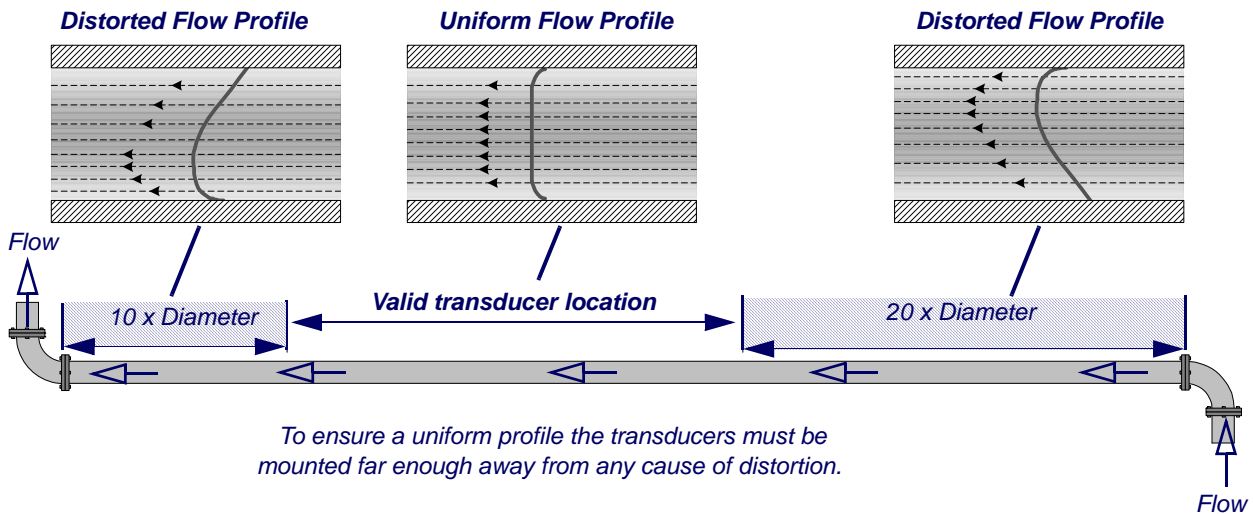 Distorted Flow Profile
Uniform Flow Profile
Distorted Flow Profile
Flow
10 x Diameter
Valid transducer location
20 x Diameter
To ensure a uniform profile the transducers must be
mounted far enough away from any cause of distortion.
Flow